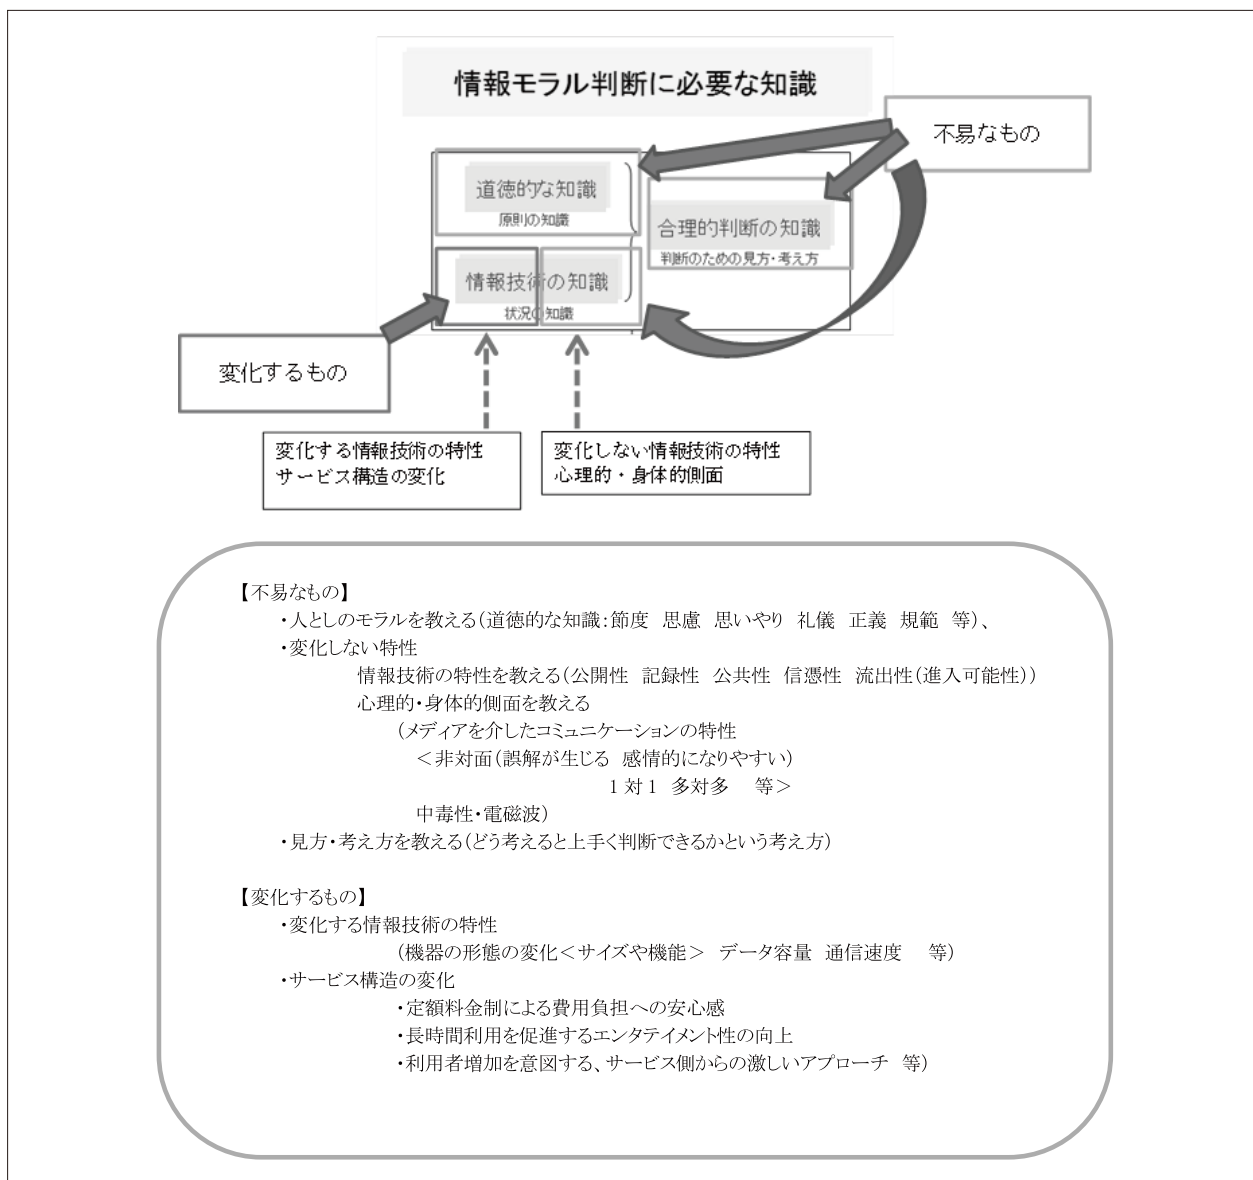 情報モラル判断に必要な知識
不易なもの
道徳的な知識
原則の知識
合理的判断の知識
判断のための見方・考え方
情報技術の知識
状況の知識
変化するもの
変化する情報技術の特性
サービス構造の変化
変化しない情報技術の特性
心理的・身体的側面
【不易なもの】
・人としのモラルを教える(道徳的な知識:節度 思慮 思いやり 礼儀 正義 規範 等)、
・変化しない特性
情報技術の特性を教える(公開性 記録性 公共性 信憑性 流出性(進入可能性))
心理的・身体的側面を教える
(メディアを介したコミュニケーションの特性
<非対面(誤解が生じる 感情的になりやすい)
1対1 多対多 等>
中毒性・電磁波)
・見方・考え方を教える(どう考えると上手く判断できるかという考え方)
【変化するもの】
・変化する情報技術の特性
(機器の形態の変化<サイズや機能> データ容量 通信速度 等)
・サービス構造の変化
・定額料金制による費用負担への安心感
・長時間利用を促進するエンタテイメント性の向上
・利用者増加を意図する、サービス側からの激しいアプローチ 等)